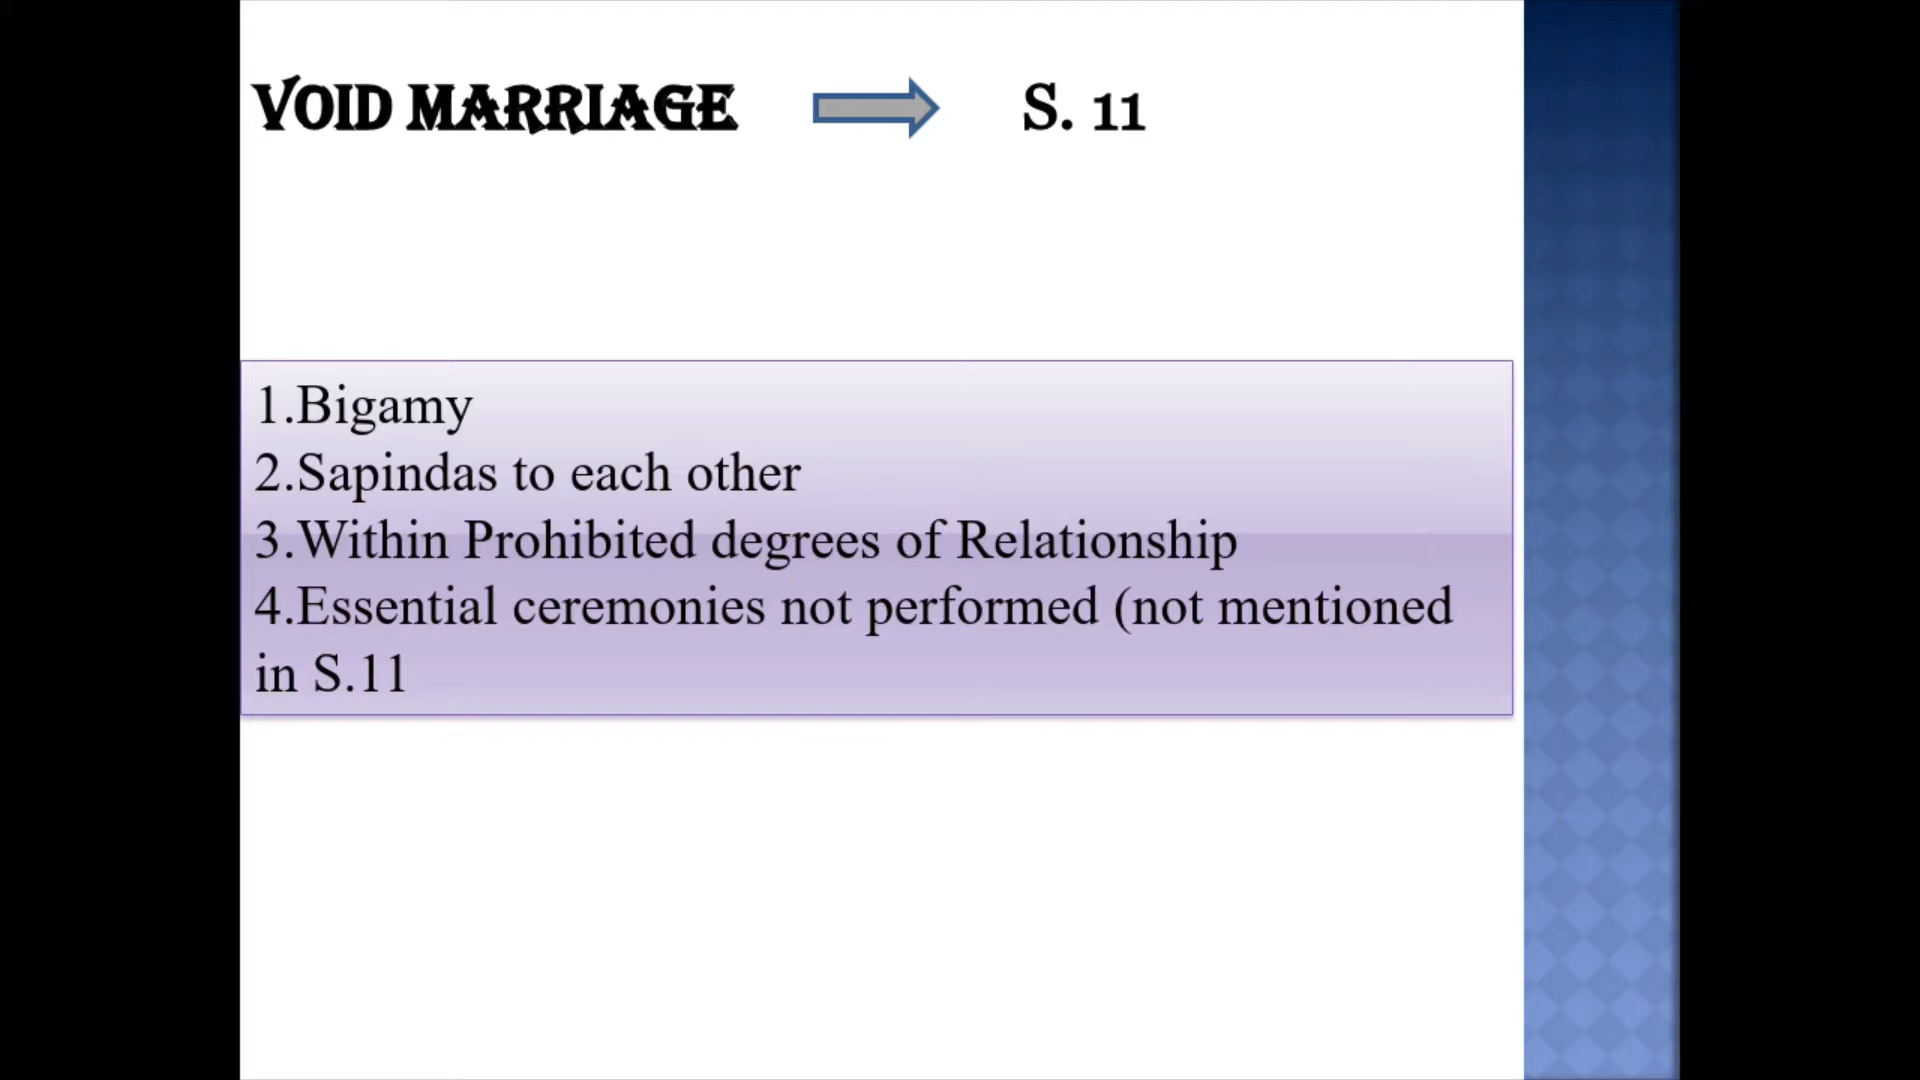 VOID MARRIAGE S. 11
1.Bigamy
2.Sapindas to each other
3.Within Prohibited degrees of Relationship
4.Essential ceremonies not performed (not mentioned
in S.11